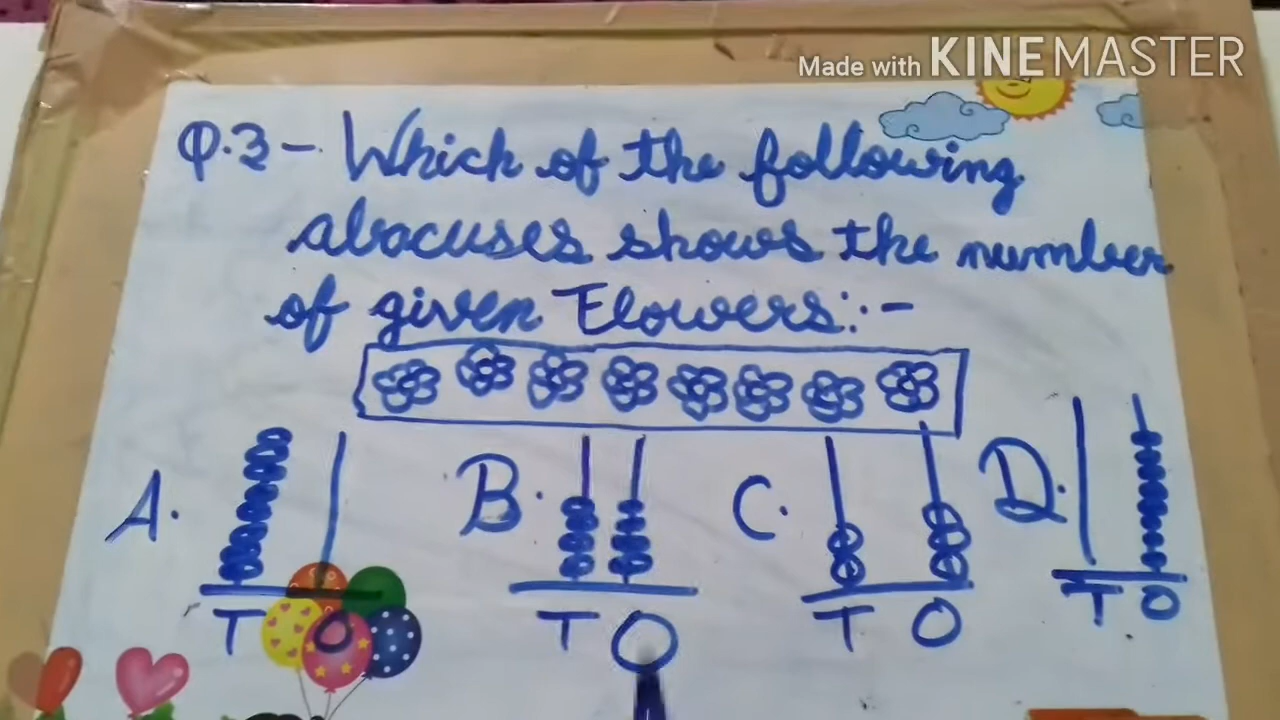 Made with KINEMASTER
Q.3- Which of the following
abacuses shows the number
of given Flowers:-
A. B. C. D.
T O T O T O T O